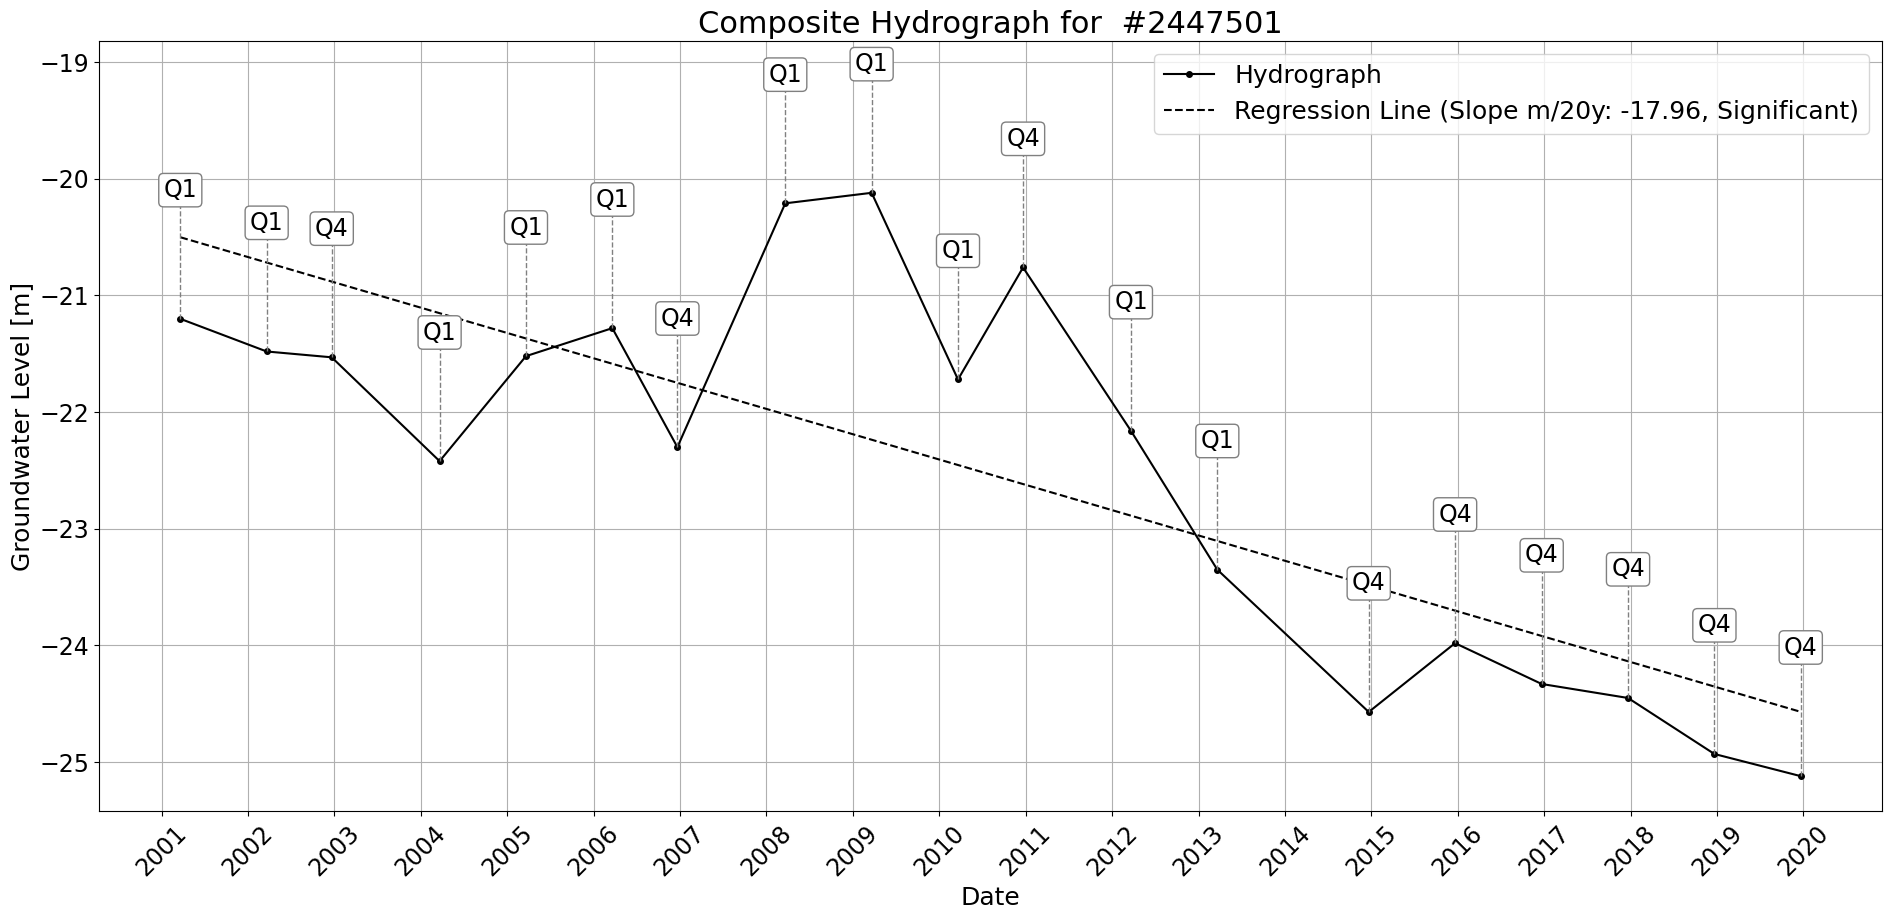 Composite Hydrograph for  #2447501
Hydrograph
Regression Line (Slope m/20y: -17.96, Significant)
Groundwater Level [m]
−19
−20
−21
−22
−23
−24
−25
Q1
Q1
Q4
Q1
Q1
Q1
Q4
Q1
Q1
Q1
Q4
Q1
Q1
Q4
Q4
Q4
Q4
Q4
Q4
2001
2002
2003
2004
2005
2006
2007
2008
2009
2010
2011
2012
2013
2014
2015
2016
2017
2018
2019
2020
Date